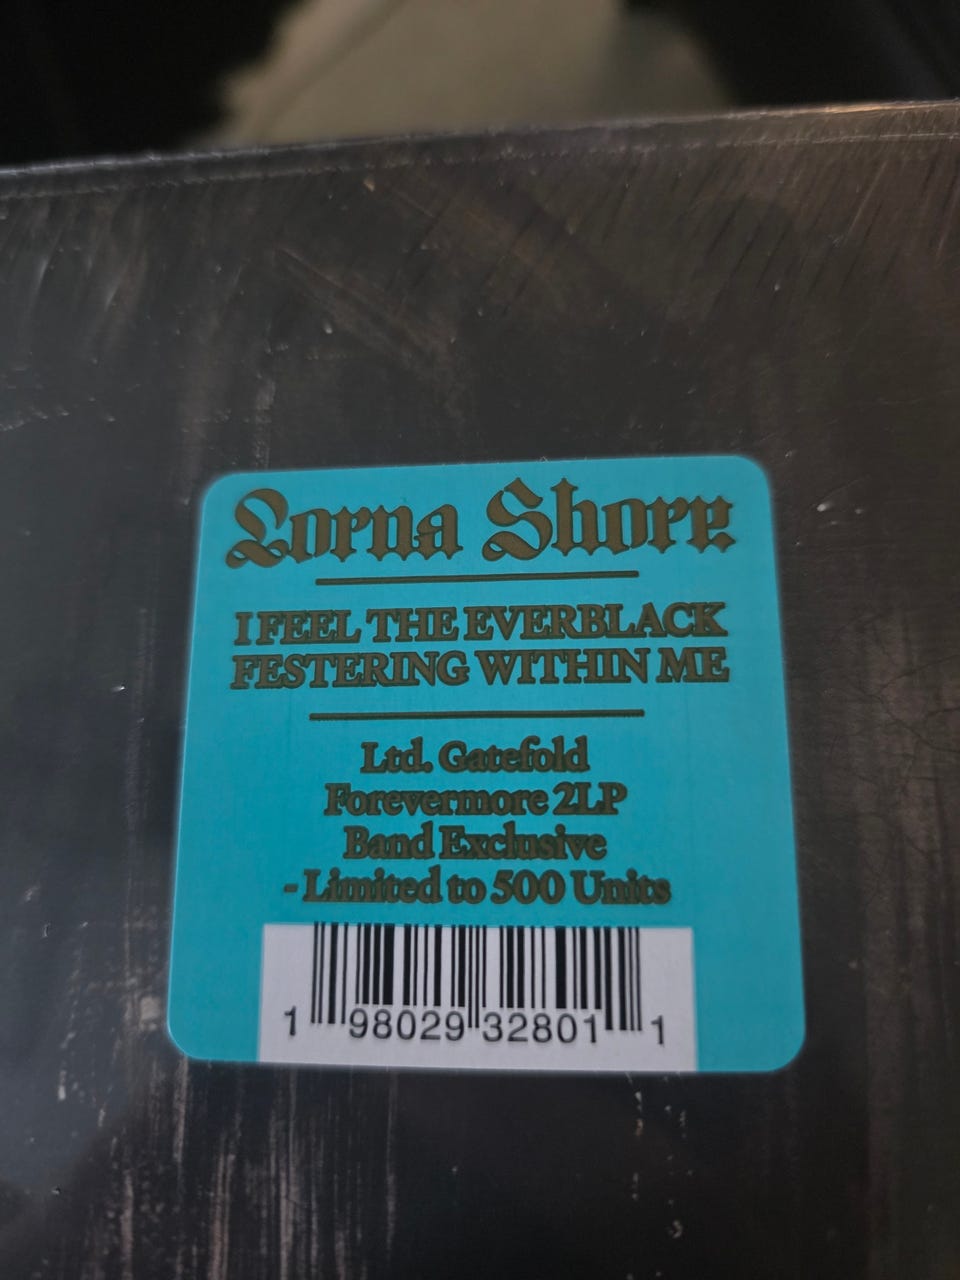 Lorna Shore
I FEEL THE EVERBLACK
FESTERING WITHIN ME
Ltd. Gatefold
Forevermore 2LP
Band Exclusive
- Limited to 500 Units
1 98029 32801 1